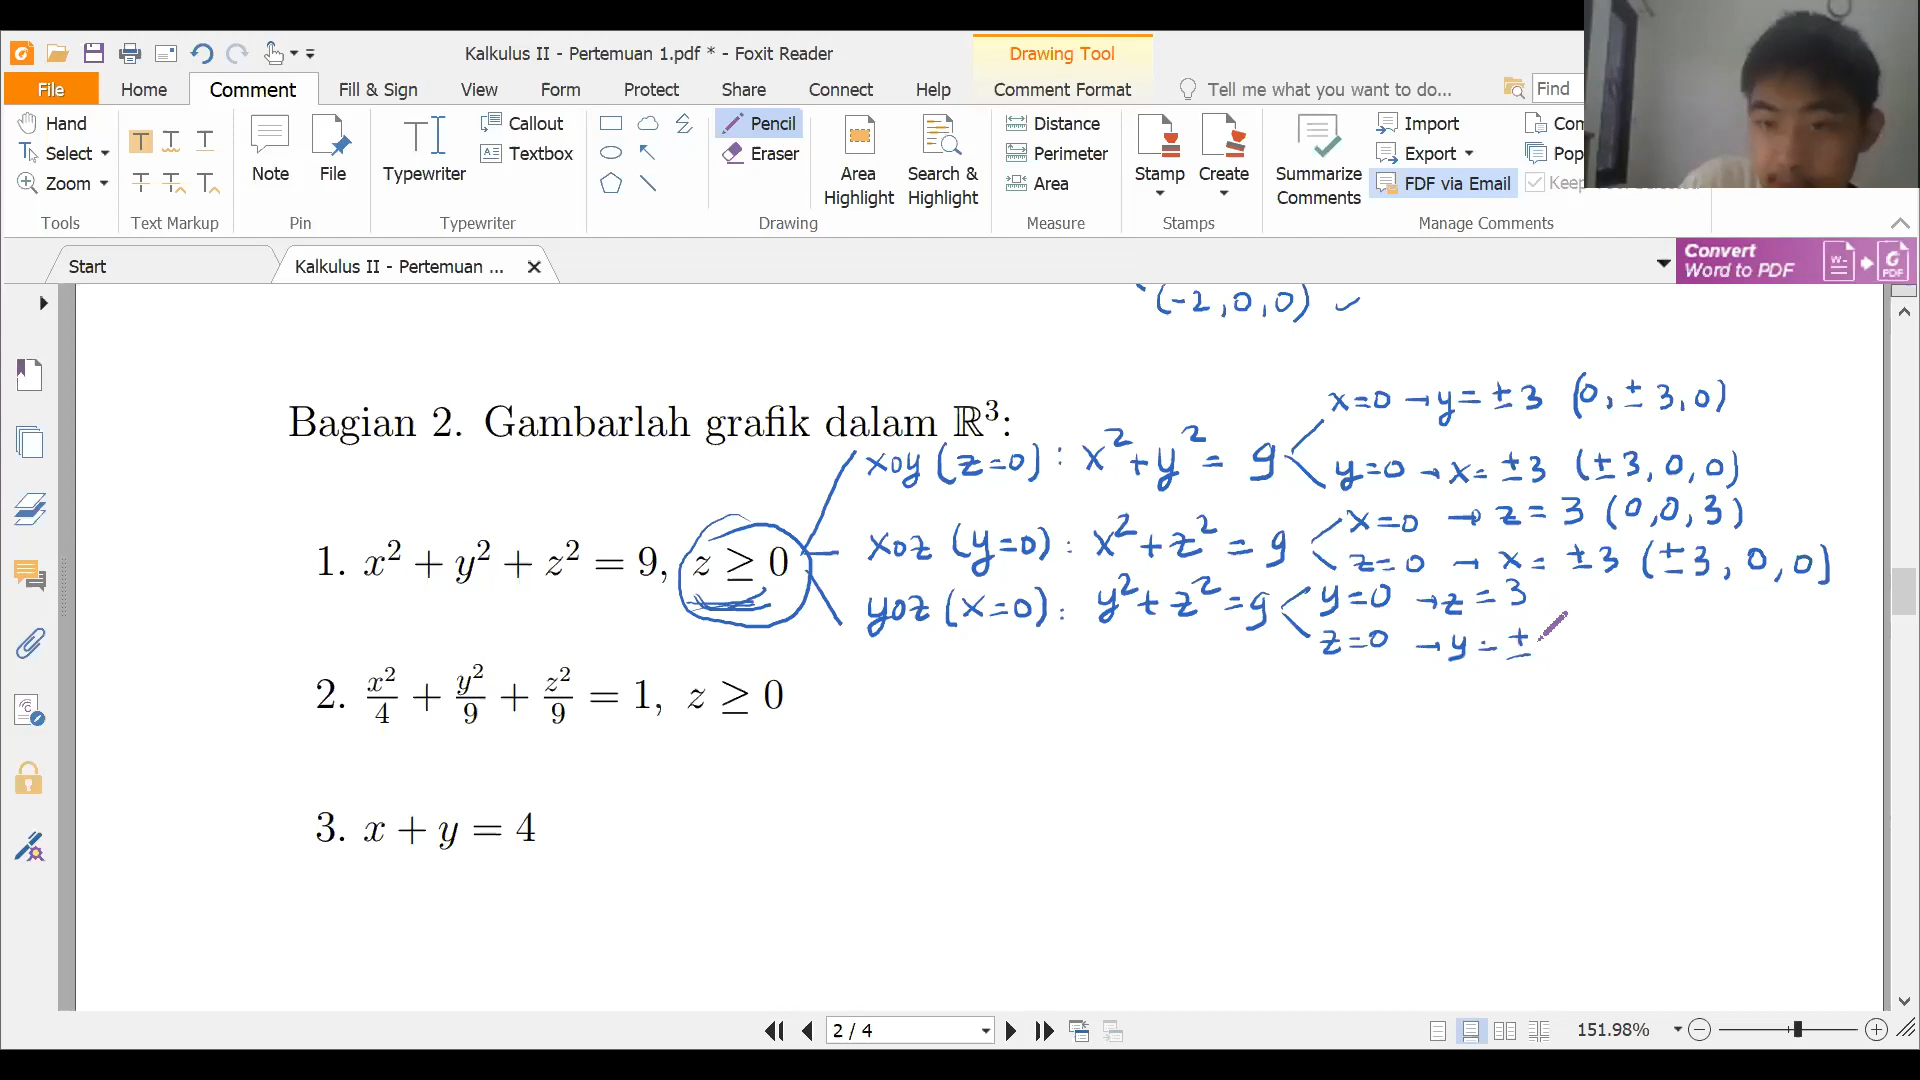 Kalkulus II - Pertemuan 1.pdf * - Foxit Reader
Drawing Tool
File Home Comment Fill & Sign View Form Protect Share Connect Help Comment Format Tell me what you want to do... Find
Hand
Select
Zoom
Tools
Text Markup
Note
File
Pin
Typewriter
Typewriter
Callout
Textbox
Pencil
Eraser
Area Highlight
Search & Highlight
Drawing
Distance
Perimeter
Area
Measure
Stamp
Create
Stamps
Summarize Comments
Import
Export
FDF via Email
Com
Pop
Keep
Manage Comments
Start
Kalkulus II - Pertemuan ...
Convert
Word to PDF
(-2,0,0) ✓
Bagian 2. Gambarlah grafik dalam ℝ³:
xoy (z=0) : x² + y² = 9
x=0 → y = ±3 (0, ±3, 0)
y=0 → x = ±3 (±3, 0, 0)
1. x² + y² + z² = 9, z ≥ 0
xoz (y=0) : x² + z² = 9
x=0 → z = 3 (0,0,3)
z=0 → x = ±3 (±3, 0, 0)
yoz (x=0) : y² + z² = 9
y=0 → z = 3
z=0 → y = ±
2. x²/4 + y²/9 + z²/9 = 1, z ≥ 0
3. x + y = 4
2 / 4
151.98%